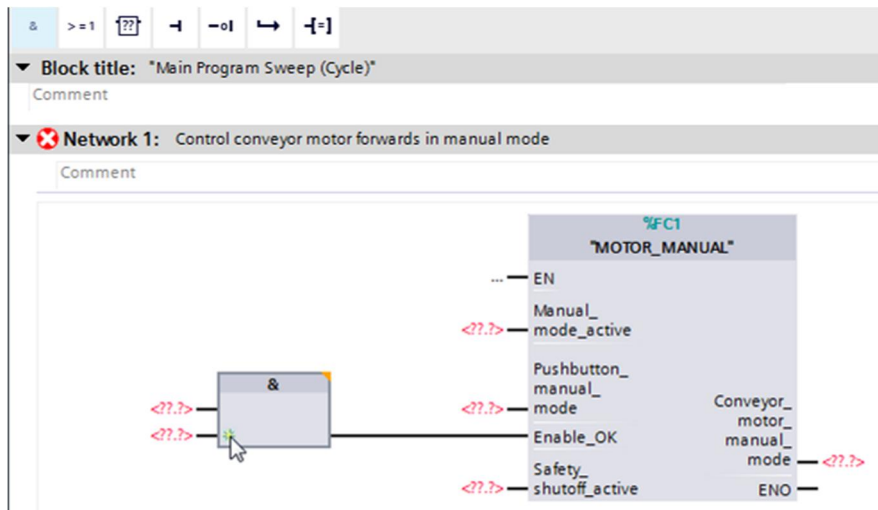 & >=1 ?? -[=]
Block title: "Main Program Sweep (Cycle)"
Comment
Network 1: Control conveyor motor forwards in manual mode
Comment
%FC1
"MOTOR_MANUAL"
... EN
Manual_
<??.?> mode_active
Pushbutton_
manual_
<??.?> mode
&
<??.?>
<??.?>
Enable_OK
Safety_
<??.?> shutoff_active
Conveyor_
motor_
manual_
mode <??.?>
ENO